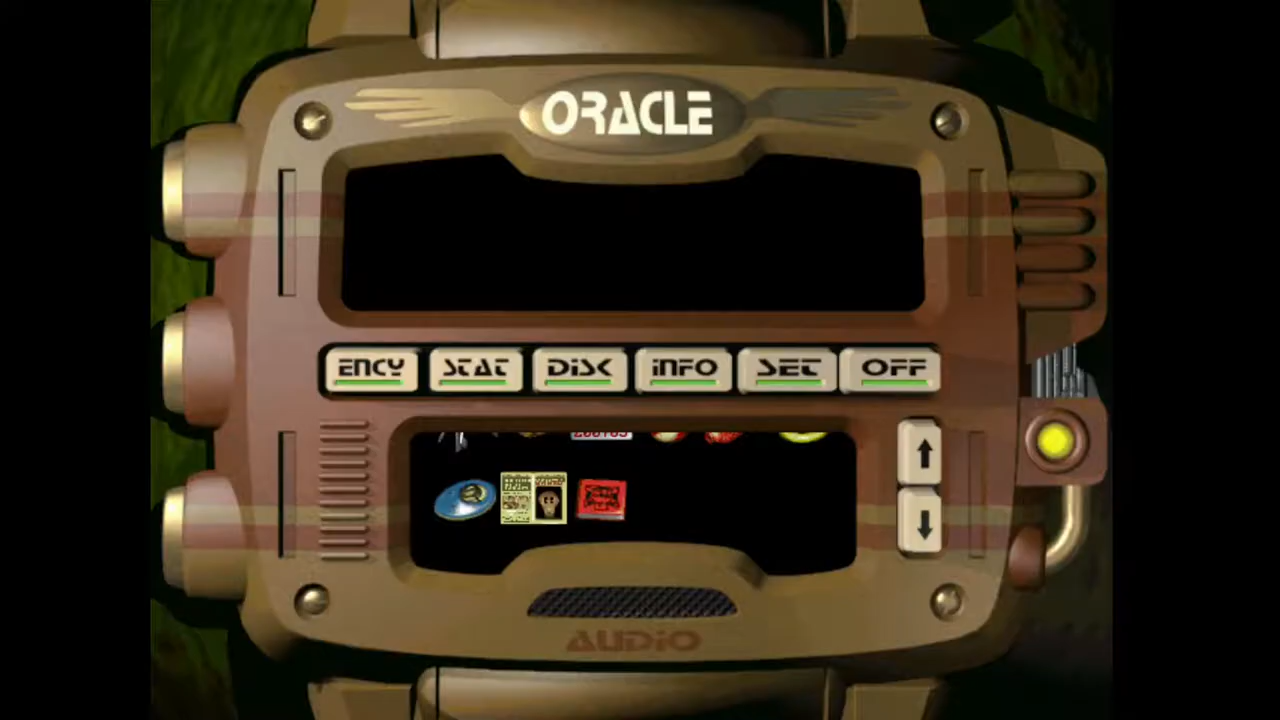 ORACLE
ENCY STAT DISK iNFO SET OFF
AUDIO